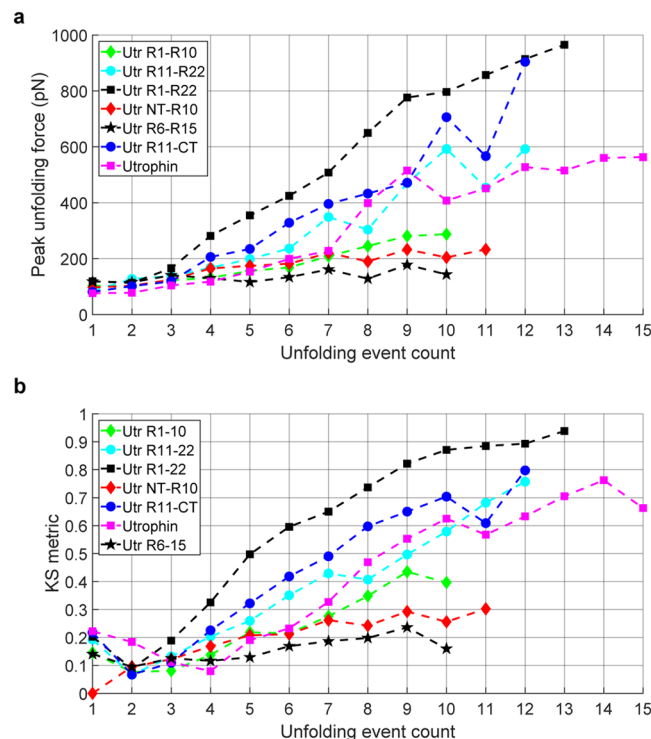 a
1000
800
600
400
200
0
Peak unfolding force (pN)
Utr R1-R10
Utr R11-R22
Utr R1-R22
Utr NT-R10
Utr R6-R15
Utr R11-CT
Utrophin
1 2 3 4 5 6 7 8 9 10 11 12 13 14 15
Unfolding event count
b
1
0.9
0.8
0.7
0.6
0.5
0.4
0.3
0.2
0.1
0
KS metric
Utr R1-10
Utr R11-22
Utr R1-22
Utr NT-R10
Utr R11-CT
Utrophin
Utr R6-15
1 2 3 4 5 6 7 8 9 10 11 12 13 14 15
Unfolding event count